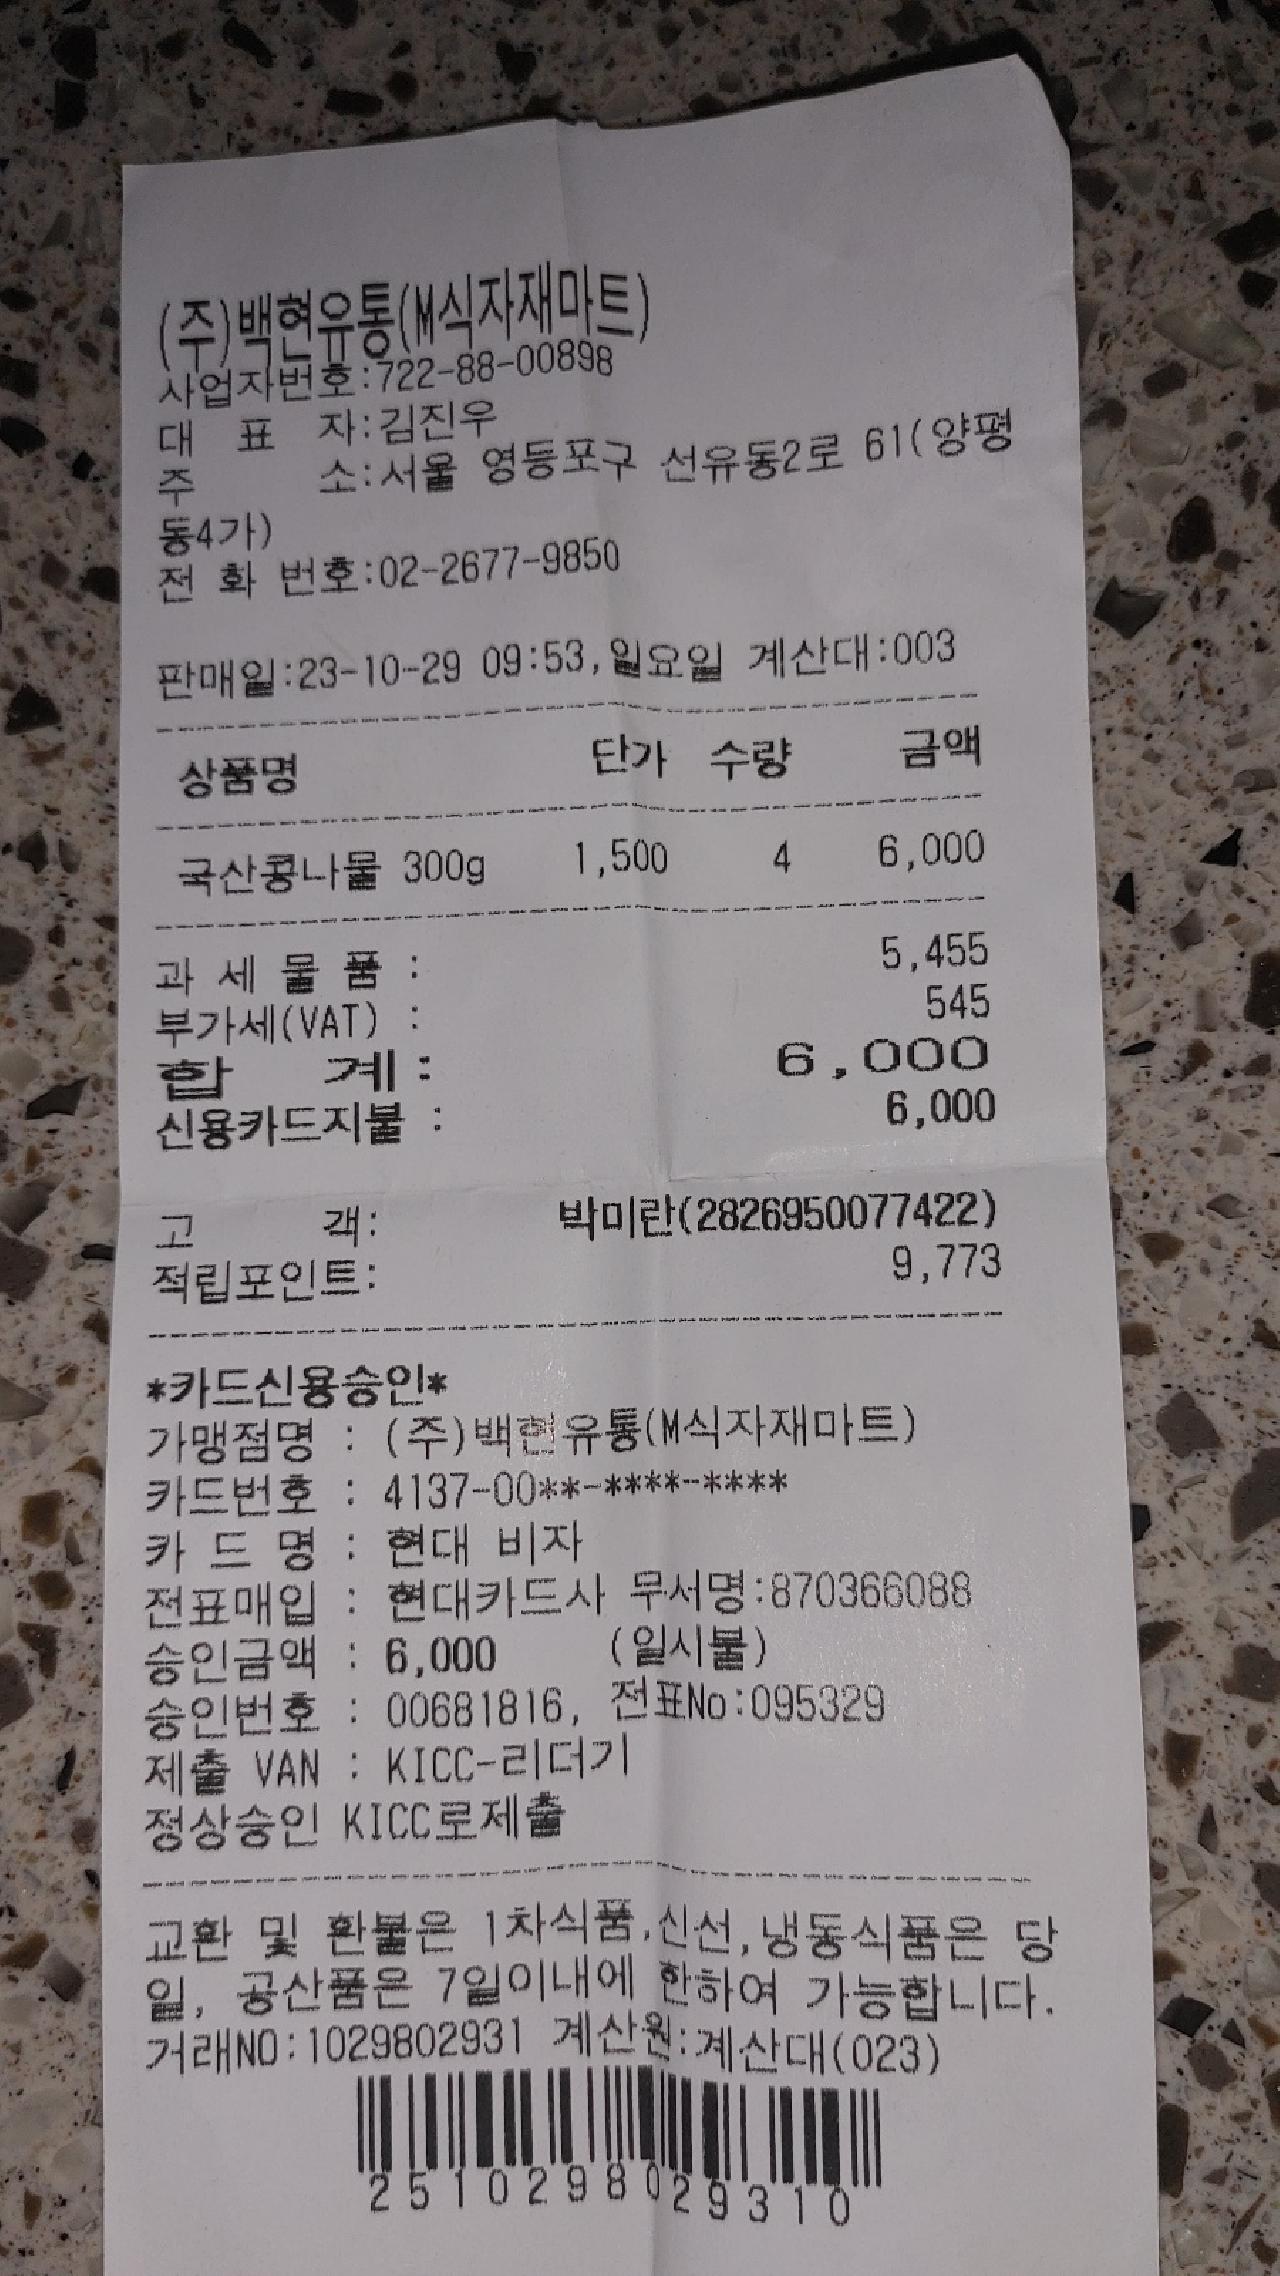 (주)백현유통(M식자재마트)
사업자번호:722-88-00898
대 표 자:김진우
주 소:서울 영등포구 선유동2로 61(양평
동4가)
전 화 번호:02-2677-9850
판매일:23-10-29 09:53,일요일 계산대:003
상품명 단가 수량 금액
국산콩나물 300g 1,500 4 6,000
과 세 물 품 : 5,455
부가세(VAT) : 545
합 계: 6,000
신용카드지불 : 6,000
고 객: 박미란(2826950077422)
적립포인트: 9,773
*카드신용승인*
가맹점명 : (주)백현유통(M식자재마트)
카드번호 : 4137-00**-****-****
카 드 명 : 현대 비자
전표매입 : 현대카드사 무서명:870366088
승인금액 : 6,000 (일시불)
승인번호 : 00681816, 전표No:095329
제출 VAN : KICC-리더기
정상승인 KICC로제출
교환 및 환불은 1차식품,신선,냉동식품은 당
일, 공산품은 7일이내에 한하여 가능합니다.
거래NO:1029802931 계산원:계산대(023)
2510298029310